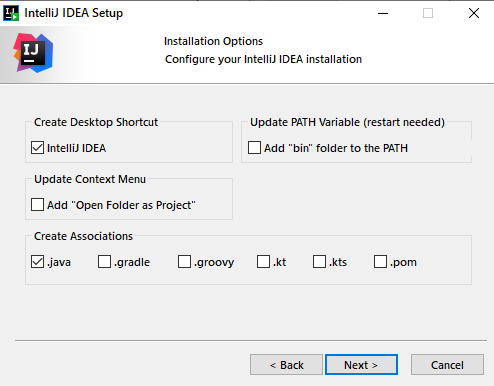 IntelliJ IDEA Setup
Installation Options
Configure your IntelliJ IDEA installation
IJ
Create Desktop Shortcut
IntelliJ IDEA
Update PATH Variable (restart needed)
Add "bin" folder to the PATH
Update Context Menu
Add "Open Folder as Project"
Create Associations
.java .gradle .groovy .kt .kts .pom
< Back Next > Cancel